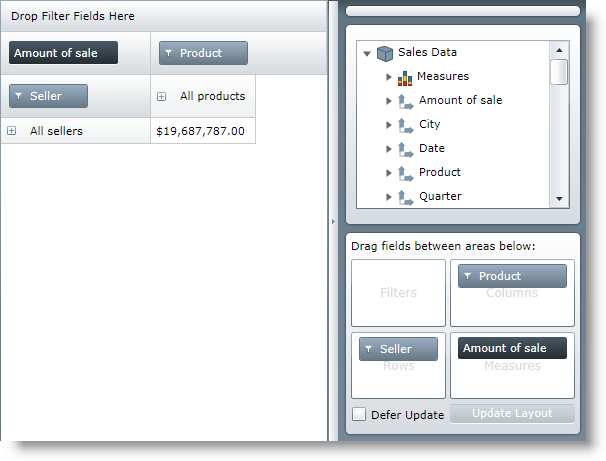 Drop Filter Fields Here
Amount of sale
Product
Seller
All products
All sellers
$19,687,787.00
Sales Data
Measures
Amount of sale
City
Date
Product
Quarter
Drag fields between areas below:
Filters
Product
Columns
Seller
Rows
Amount of sale
Measures
Defer Update
Update Layout